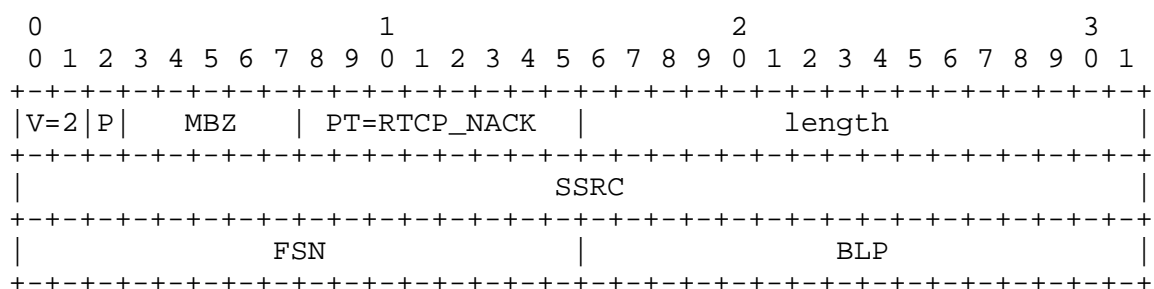 0                   1                   2                   3
 0 1 2 3 4 5 6 7 8 9 0 1 2 3 4 5 6 7 8 9 0 1 2 3 4 5 6 7 8 9 0 1
+-+-+-+-+-+-+-+-+-+-+-+-+-+-+-+-+-+-+-+-+-+-+-+-+-+-+-+-+-+-+-+-+
|V=2|P|   MBZ   | PT=RTCP_NACK  |           length              |
+-+-+-+-+-+-+-+-+-+-+-+-+-+-+-+-+-+-+-+-+-+-+-+-+-+-+-+-+-+-+-+-+
|                              SSRC                             |
+-+-+-+-+-+-+-+-+-+-+-+-+-+-+-+-+-+-+-+-+-+-+-+-+-+-+-+-+-+-+-+-+
|              FSN              |              BLP              |
+-+-+-+-+-+-+-+-+-+-+-+-+-+-+-+-+-+-+-+-+-+-+-+-+-+-+-+-+-+-+-+-+